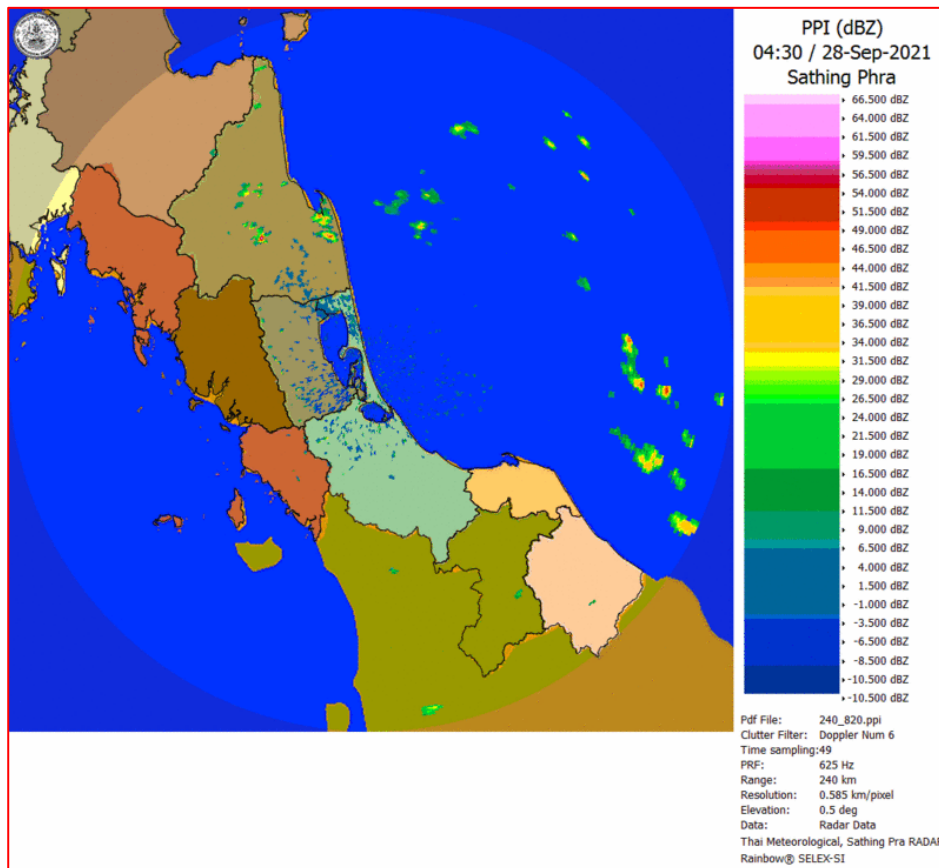 PPI (dBZ)
04:30 / 28-Sep-2021
Sathing Phra
66.500 dBZ
64.000 dBZ
61.500 dBZ
59.500 dBZ
56.500 dBZ
54.000 dBZ
51.500 dBZ
49.000 dBZ
46.500 dBZ
44.000 dBZ
41.500 dBZ
39.000 dBZ
36.500 dBZ
34.000 dBZ
31.500 dBZ
29.000 dBZ
26.500 dBZ
24.000 dBZ
21.500 dBZ
19.000 dBZ
16.500 dBZ
14.000 dBZ
11.500 dBZ
9.000 dBZ
6.500 dBZ
4.000 dBZ
1.500 dBZ
-1.000 dBZ
-3.500 dBZ
-6.500 dBZ
-8.500 dBZ
-10.500 dBZ
-10.500 dBZ
Pdf File: 240_820.ppi
Clutter Filter: Doppler Num 6
Time sampling:49
PRF: 625 Hz
Range: 240 km
Resolution: 0.585 km/pixel
Elevation: 0.5 deg
Data: Radar Data
Thai Meteorological, Sathing Pra RADAR
Rainbow® SELEX-SI